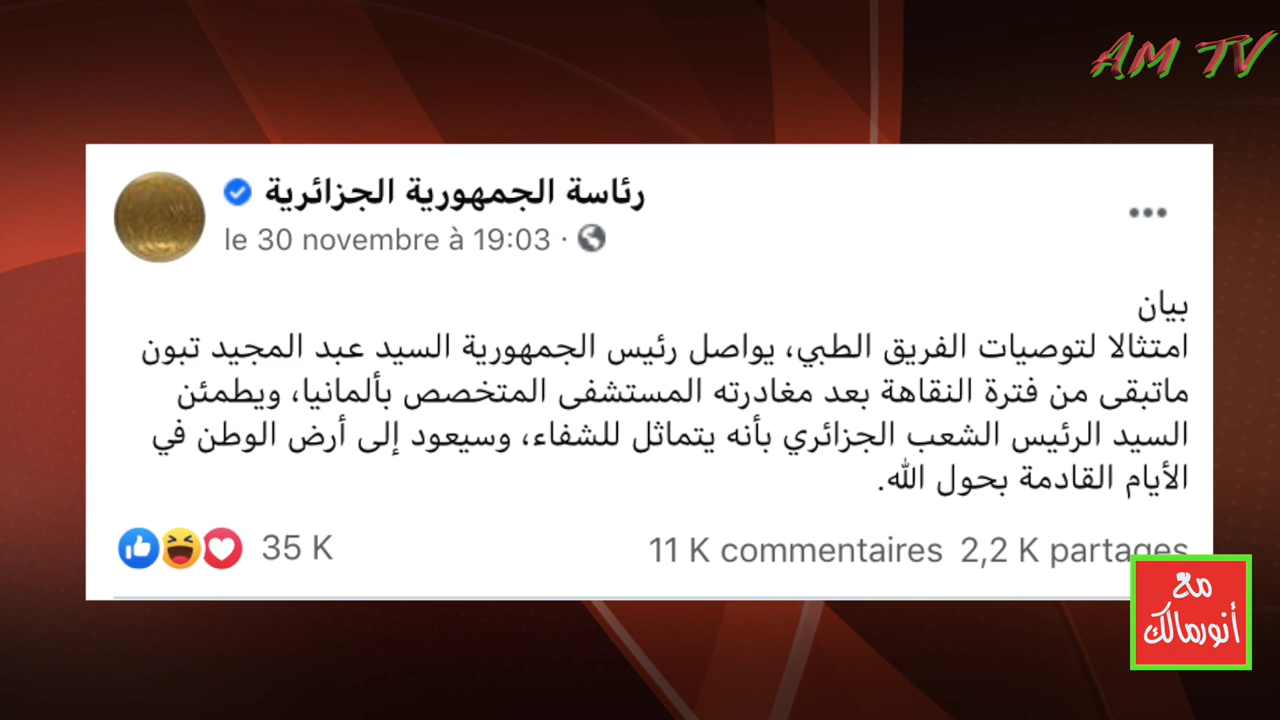 AM TV
رئاسة الجمهورية الجزائرية
le 30 novembre à 19:03 ·
بيان
امتثالا لتوصيات الفريق الطبي، يواصل رئيس الجمهورية السيد عبد المجيد تبون
ماتبقى من فترة النقاهة بعد مغادرته المستشفى المتخصص بألمانيا، ويطمئن
السيد الرئيس الشعب الجزائري بأنه يتماثل للشفاء، وسيعود إلى أرض الوطن في
الأيام القادمة بحول الله.
35 K
11 K commentaires 2,2 K partages
مع
أنورمالك